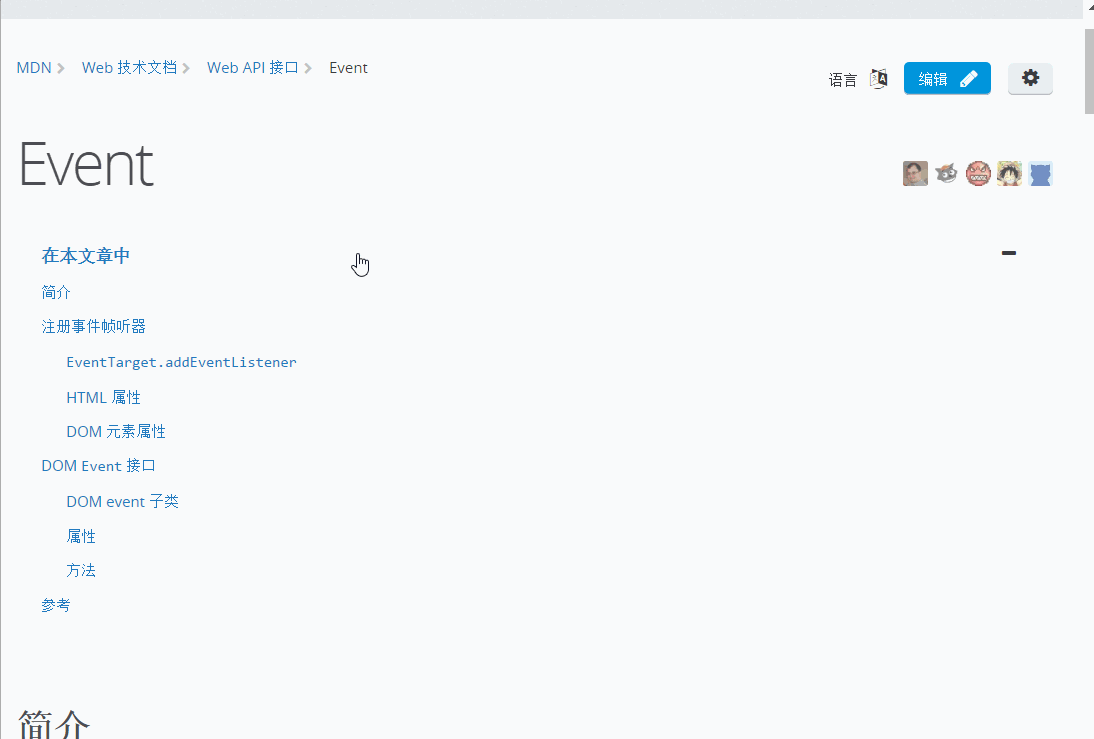 MDN Web 技术文档 Web API 接口 Event
语言 编辑
Event
在本文章中
简介
注册事件帧听器
EventTarget.addEventListener
HTML 属性
DOM 元素属性
DOM Event 接口
DOM event 子类
属性
方法
参考
简介